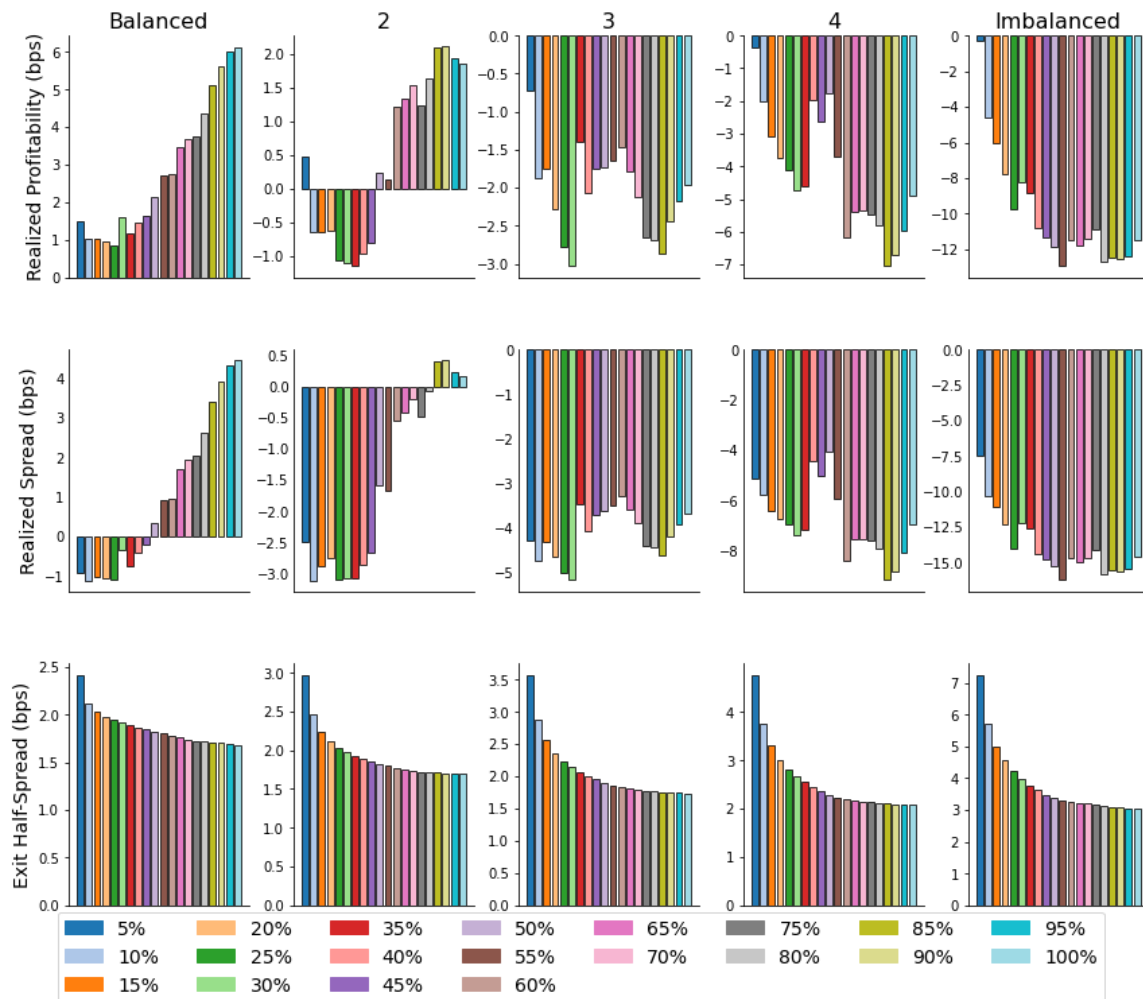 Balanced 2 3 4 Imbalanced
Realized Profitability (bps)
6 5 4 3 2 1 0
2.0 1.5 1.0 0.5 0.0 −0.5 −1.0
0.0 −0.5 −1.0 −1.5 −2.0 −2.5 −3.0
0 −1 −2 −3 −4 −5 −6 −7
0 −2 −4 −6 −8 −10 −12
Realized Spread (bps)
4 3 2 1 0 −1
0.5 0.0 −0.5 −1.0 −1.5 −2.0 −2.5 −3.0
0 −1 −2 −3 −4 −5
0 −2 −4 −6 −8
0.0 −2.5 −5.0 −7.5 −10.0 −12.5 −15.0
Exit Half-Spread (bps)
2.5 2.0 1.5 1.0 0.5 0.0
3.0 2.5 2.0 1.5 1.0 0.5 0.0
3.5 3.0 2.5 2.0 1.5 1.0 0.5 0.0
4 3 2 1 0
7 6 5 4 3 2 1 0
5% 20% 35% 50% 65% 75% 85% 95%
10% 25% 40% 55% 70% 80% 90% 100%
15% 30% 45% 60%